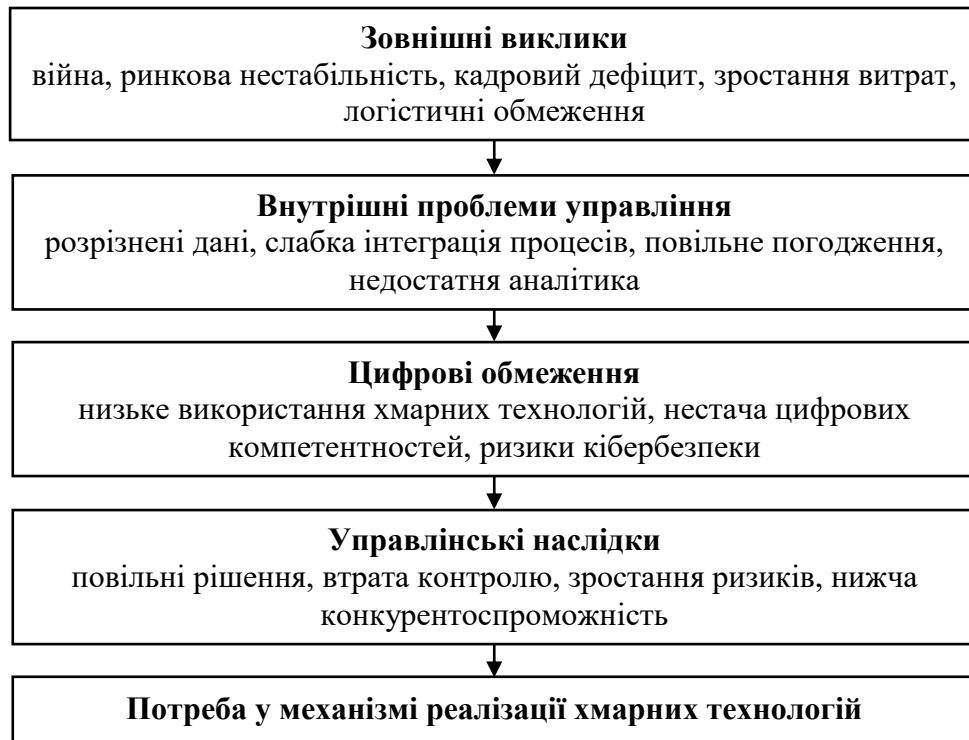 Зовнішні виклики
війна, ринкова нестабільність, кадровий дефіцит, зростання витрат,
логістичні обмеження
Внутрішні проблеми управління
розрізнені дані, слабка інтеграція процесів, повільне погодження,
недостатня аналітика
Цифрові обмеження
низьке використання хмарних технологій, нестача цифрових
компетентностей, ризики кібербезпеки
Управлінські наслідки
повільні рішення, втрата контролю, зростання ризиків, нижча
конкурентоспроможність
Потреба у механізмі реалізації хмарних технологій